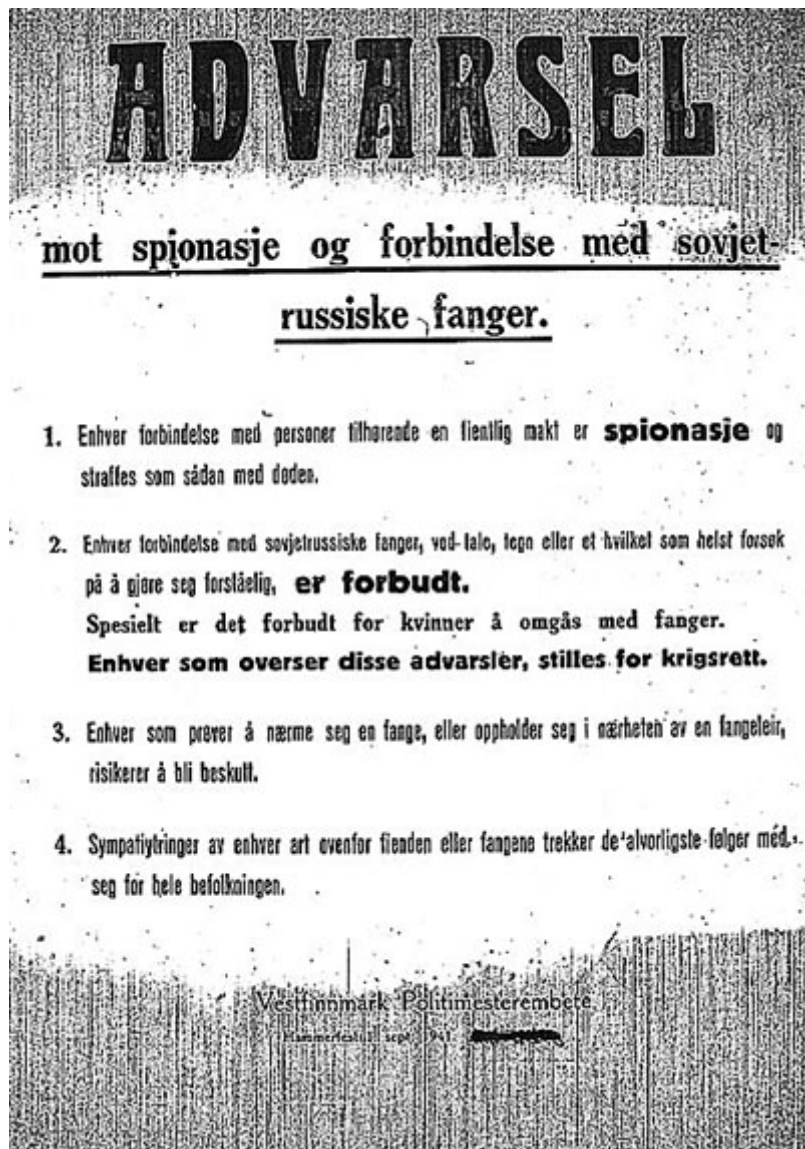 ADVARSEL
mot spionasje og forbindelse med sovjet-
russiske fanger.
1. Enhver forbindelse med personer tilhørende en fientlig makt er spionasje og
straffes som sådan med døden.
2. Enhver forbindelse med sovjetrussiske fanger, ved tale, tegn eller et hvilket som helst forsøk
på å gjøre seg forståelig, er forbudt.
Spesielt er det forbudt for kvinner å omgås med fanger.
Enhver som overser disse advarsler, stilles for krigsrett.
3. Enhver som prøver å nærme seg en fange, eller oppholder seg i nærheten av en fangeleir,
risikerer å bli beskutt.
4. Sympatiytringer av enhver art ovenfor fienden eller fangene trekker de alvorligste følger med
seg for hele befolkningen.
Vestfinnmark Politimesterembete
Hammerfest sept. 1941.